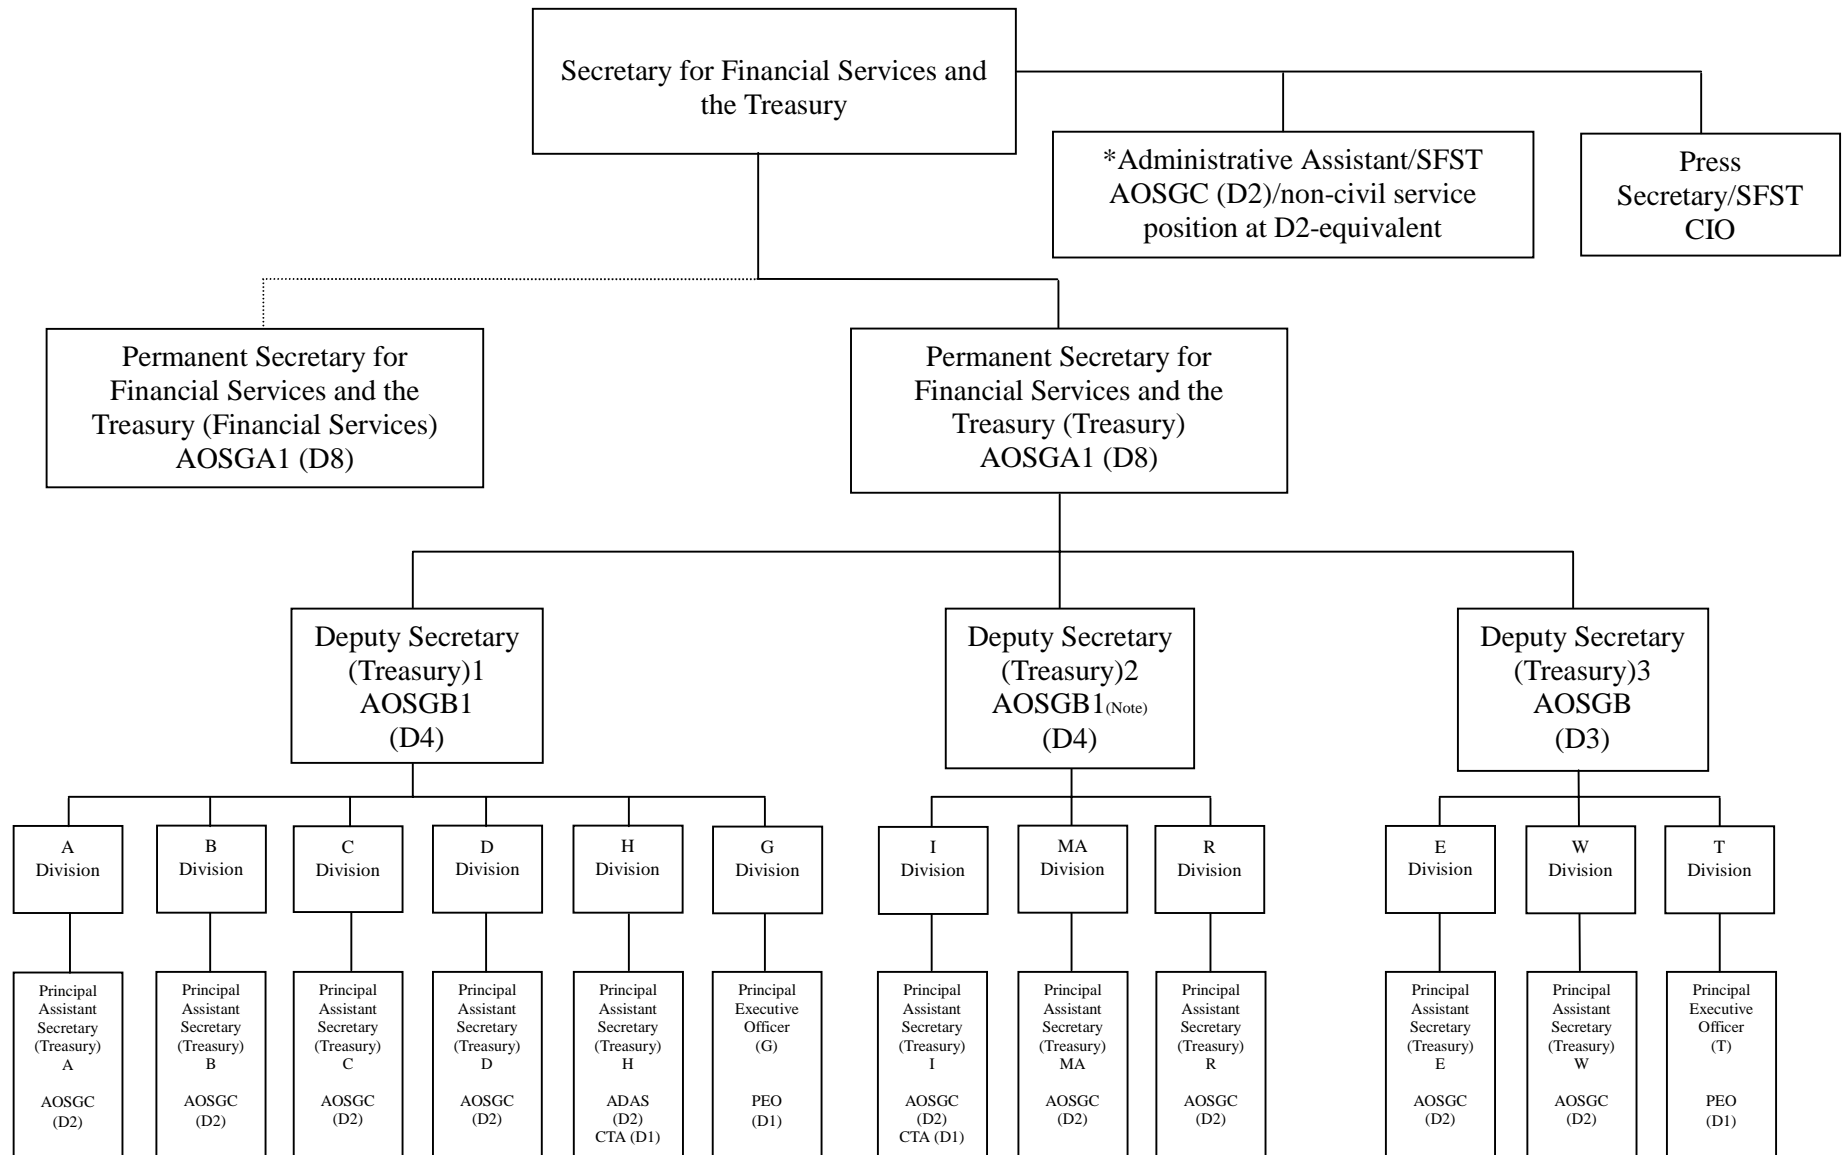 Secretary for Financial Services and
the Treasury
*Administrative Assistant/SFST
AOSGC (D2)/non-civil service
position at D2-equivalent
Press
Secretary/SFST
CIO
Permanent Secretary for
Financial Services and the
Treasury (Financial Services)
AOSGA1 (D8)
Permanent Secretary for
Financial Services and the
Treasury (Treasury)
AOSGA1 (D8)
Deputy Secretary
(Treasury)1
AOSGB1
(D4)
Deputy Secretary
(Treasury)2
AOSGB1(Note)
(D4)
Deputy Secretary
(Treasury)3
AOSGB
(D3)
A
Division
B
Division
C
Division
D
Division
H
Division
G
Division
I
Division
MA
Division
R
Division
E
Division
W
Division
T
Division
Principal
Assistant
Secretary
(Treasury)
A
AOSGC
(D2)
Principal
Assistant
Secretary
(Treasury)
B
AOSGC
(D2)
Principal
Assistant
Secretary
(Treasury)
C
AOSGC
(D2)
Principal
Assistant
Secretary
(Treasury)
D
AOSGC
(D2)
Principal
Assistant
Secretary
(Treasury)
H
ADAS
(D2)
CTA (D1)
Principal
Executive
Officer
(G)
PEO
(D1)
Principal
Assistant
Secretary
(Treasury)
I
AOSGC
(D2)
CTA (D1)
Principal
Assistant
Secretary
(Treasury)
MA
AOSGC
(D2)
Principal
Assistant
Secretary
(Treasury)
R
AOSGC
(D2)
Principal
Assistant
Secretary
(Treasury)
E
AOSGC
(D2)
Principal
Assistant
Secretary
(Treasury)
W
AOSGC
(D2)
Principal
Executive
Officer
(T)
PEO
(D1)